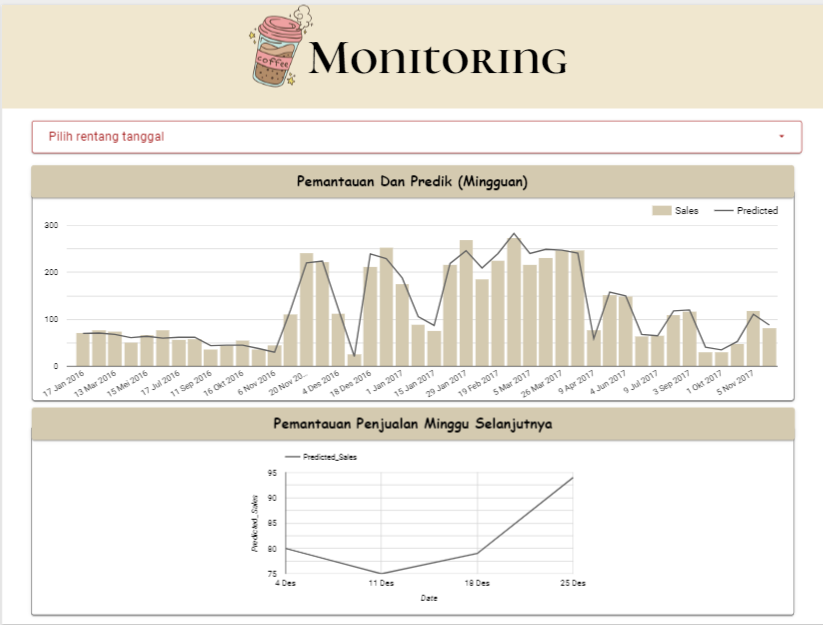 coffee
Monitoring
Pilih rentang tanggal
Pemantauan Dan Predik (Mingguan)
Sales
Predicted
300
200
100
0
17 Jan 2016
13 Mar 2016
15 Mei 2016
17 Jul 2016
11 Sep 2016
16 Okt 2016
6 Nov 2016
20 Nov 20...
4 Des 2016
18 Des 2016
1 Jan 2017
15 Jan 2017
29 Jan 2017
19 Feb 2017
5 Mar 2017
26 Mar 2017
9 Apr 2017
4 Jun 2017
9 Jul 2017
3 Sep 2017
1 Okt 2017
5 Nov 2017
Pemantauan Penjualan Minggu Selanjutnya
Predicted_Sales
95
90
85
80
75
Predicted_Sales
4 Des
11 Des
18 Des
25 Des
Date